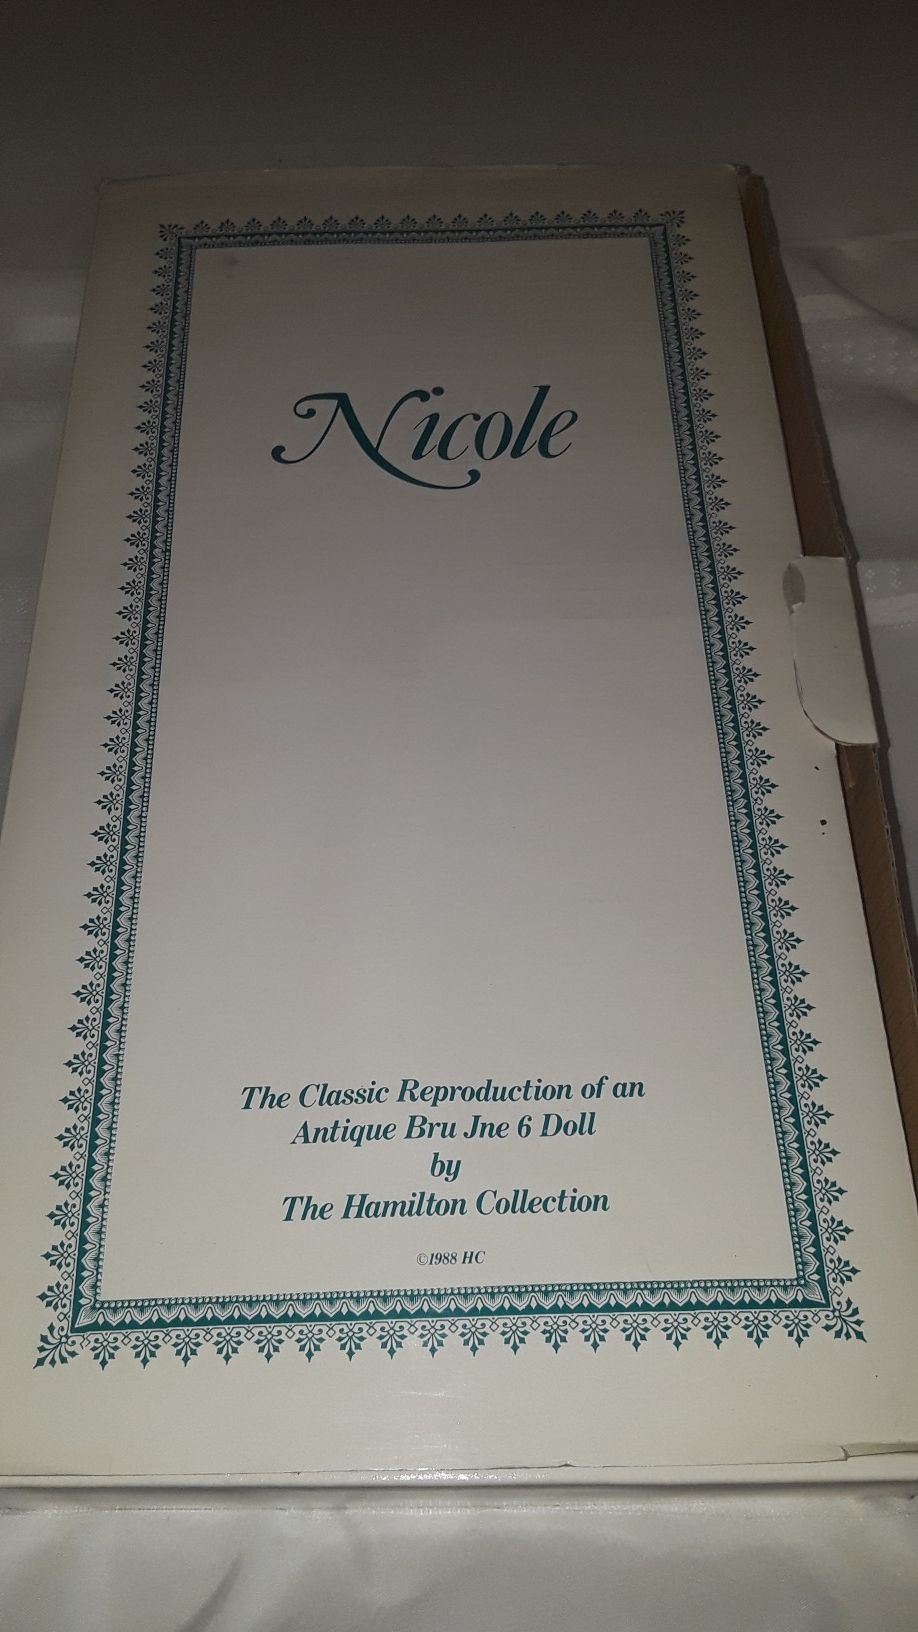 Nicole
The Classic Reproduction of an
Antique Bru Jne 6 Doll
by
The Hamilton Collection
©1988 HC